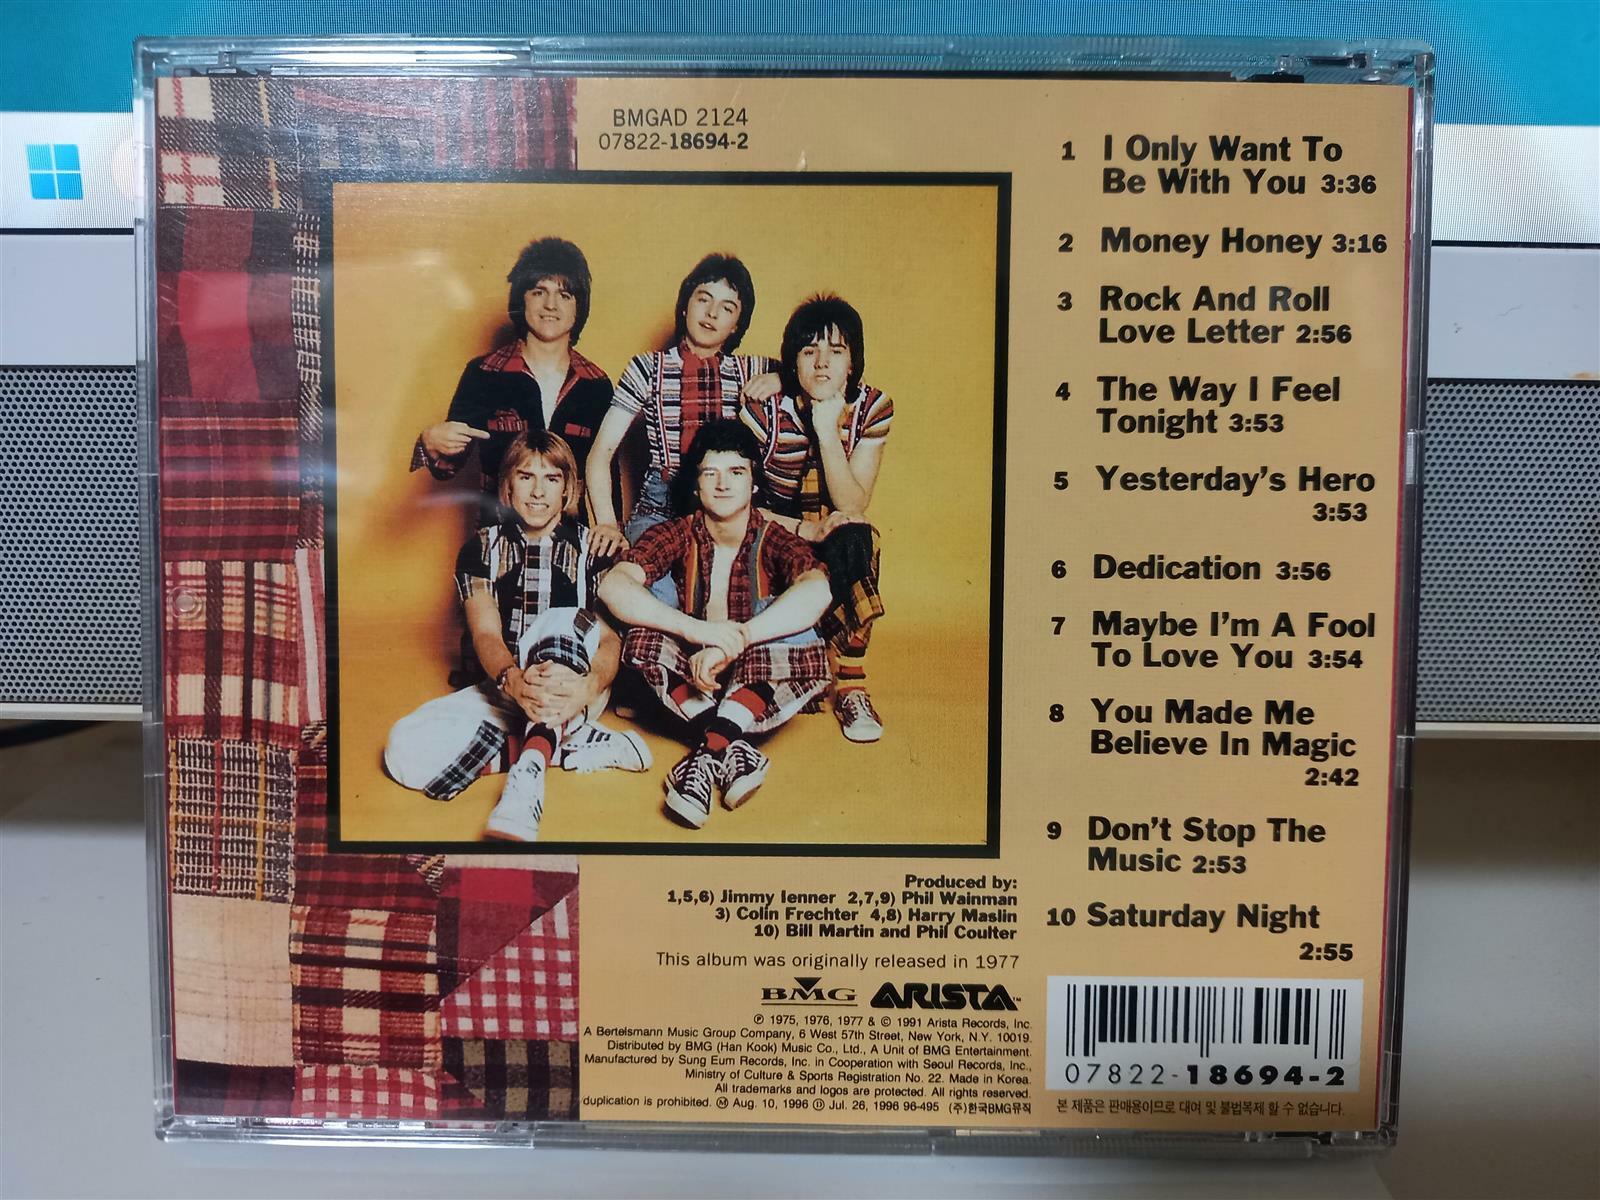 BMGAD 2124
07822-18694-2
1 I Only Want To
Be With You 3:36
2 Money Honey 3:16
3 Rock And Roll
Love Letter 2:56
4 The Way I Feel
Tonight 3:53
5 Yesterday's Hero
3:53
6 Dedication 3:56
7 Maybe I'm A Fool
To Love You 3:54
8 You Made Me
Believe In Magic
2:42
9 Don't Stop The
Music 2:53
10 Saturday Night
2:55
Produced by:
1,5,6) Jimmy Ienner 2,7,9) Phil Wainman
3) Colin Frechter 4,8) Harry Maslin
10) Bill Martin and Phil Coulter
This album was originally released in 1977
BMG ARISTA™
℗ 1975, 1976, 1977 & © 1991 Arista Records, Inc.
A Bertelsmann Music Group Company, 6 West 57th Street, New York, N.Y. 10019.
Distributed by BMG (Han Kook) Music Co., Ltd., A Unit of BMG Entertainment.
Manufactured by Sung Eum Records, Inc. in Cooperation with Seoul Records, Inc.,
Ministry of Culture & Sports Registration No. 22. Made in Korea.
All trademarks and logos are protected. All rights reserved.
duplication is prohibited. Ⓜ Aug. 10, 1996 Ⓓ Jul. 26, 1996 96-495 (주)한국BMG뮤직
07822-18694-2
본 제품은 판매용이므로 대여 및 불법복제 할 수 없습니다.